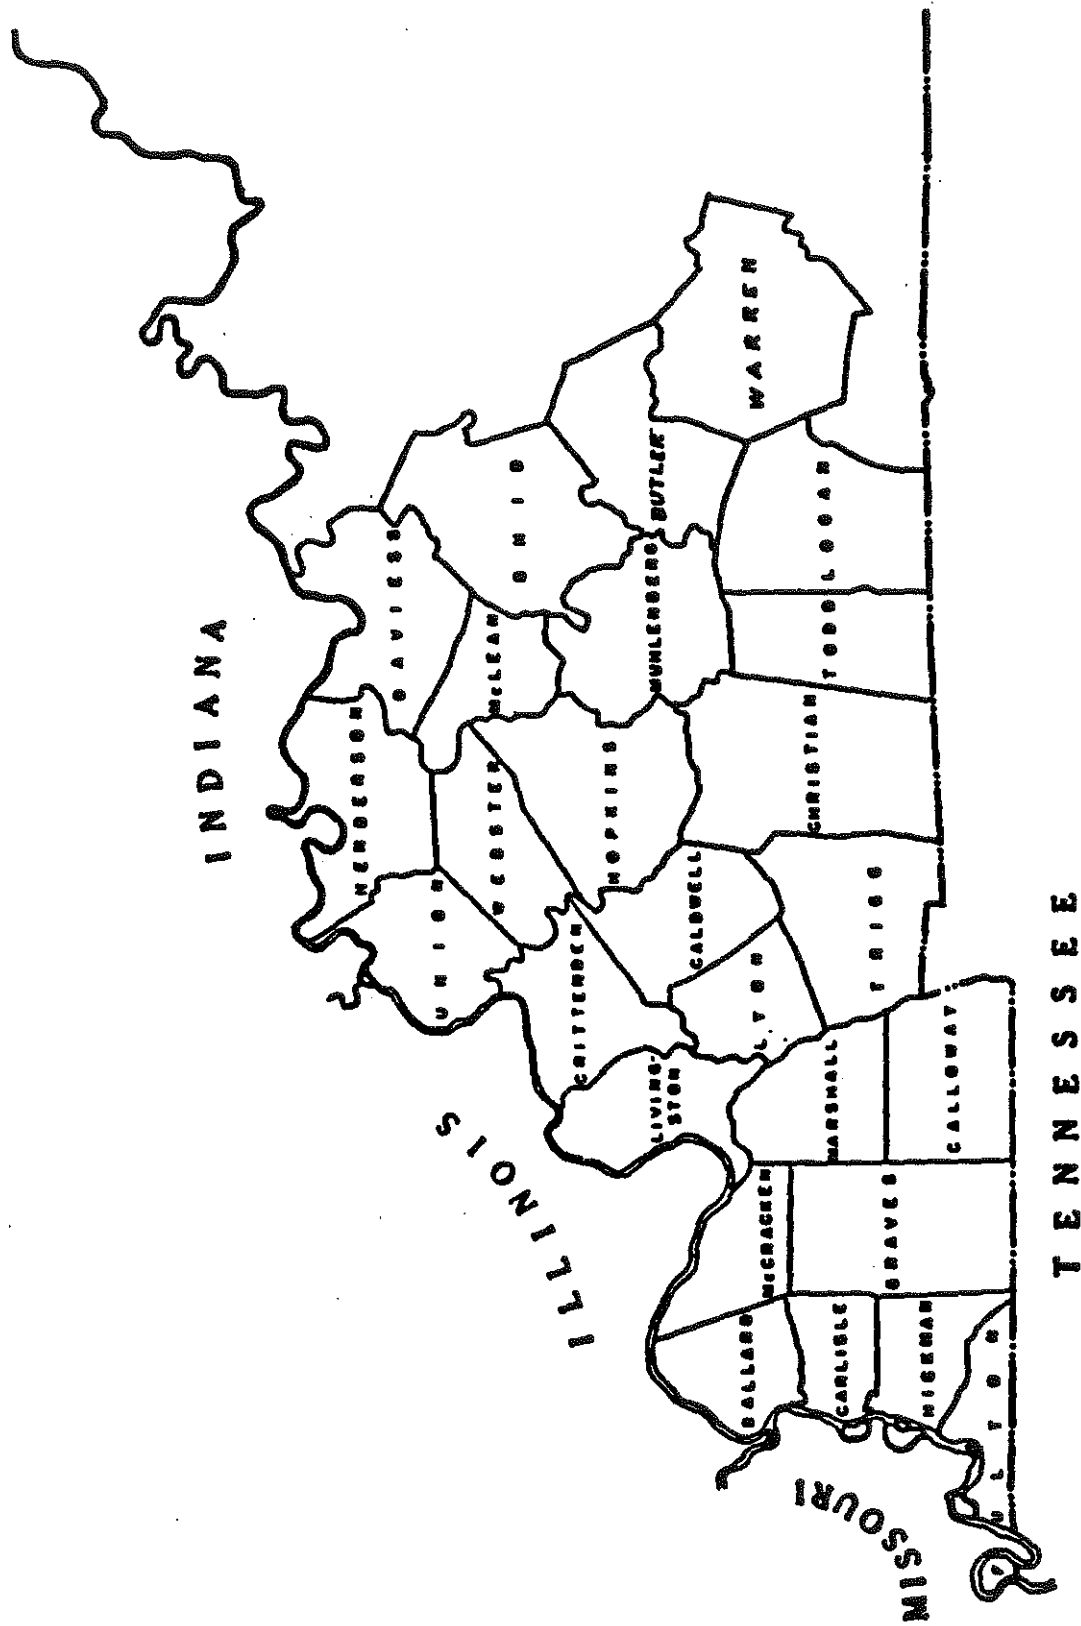 INDIANA
ILLINOIS
MISSOURI
TENNESSEE
HENDERSON
DAVIESS
UNION
WEBSTER
McLEAN
OHIO
CRITTENDEN
HOPKINS
MUHLENBERG
BUTLER
WARREN
LIVING-
STON
CALDWELL
LYON
CHRISTIAN
TODD
LOGAN
TRIGG
MARSHALL
CALLOWAY
McCRACKEN
GRAVES
BALLARD
CARLISLE
HICKMAN
ULTON